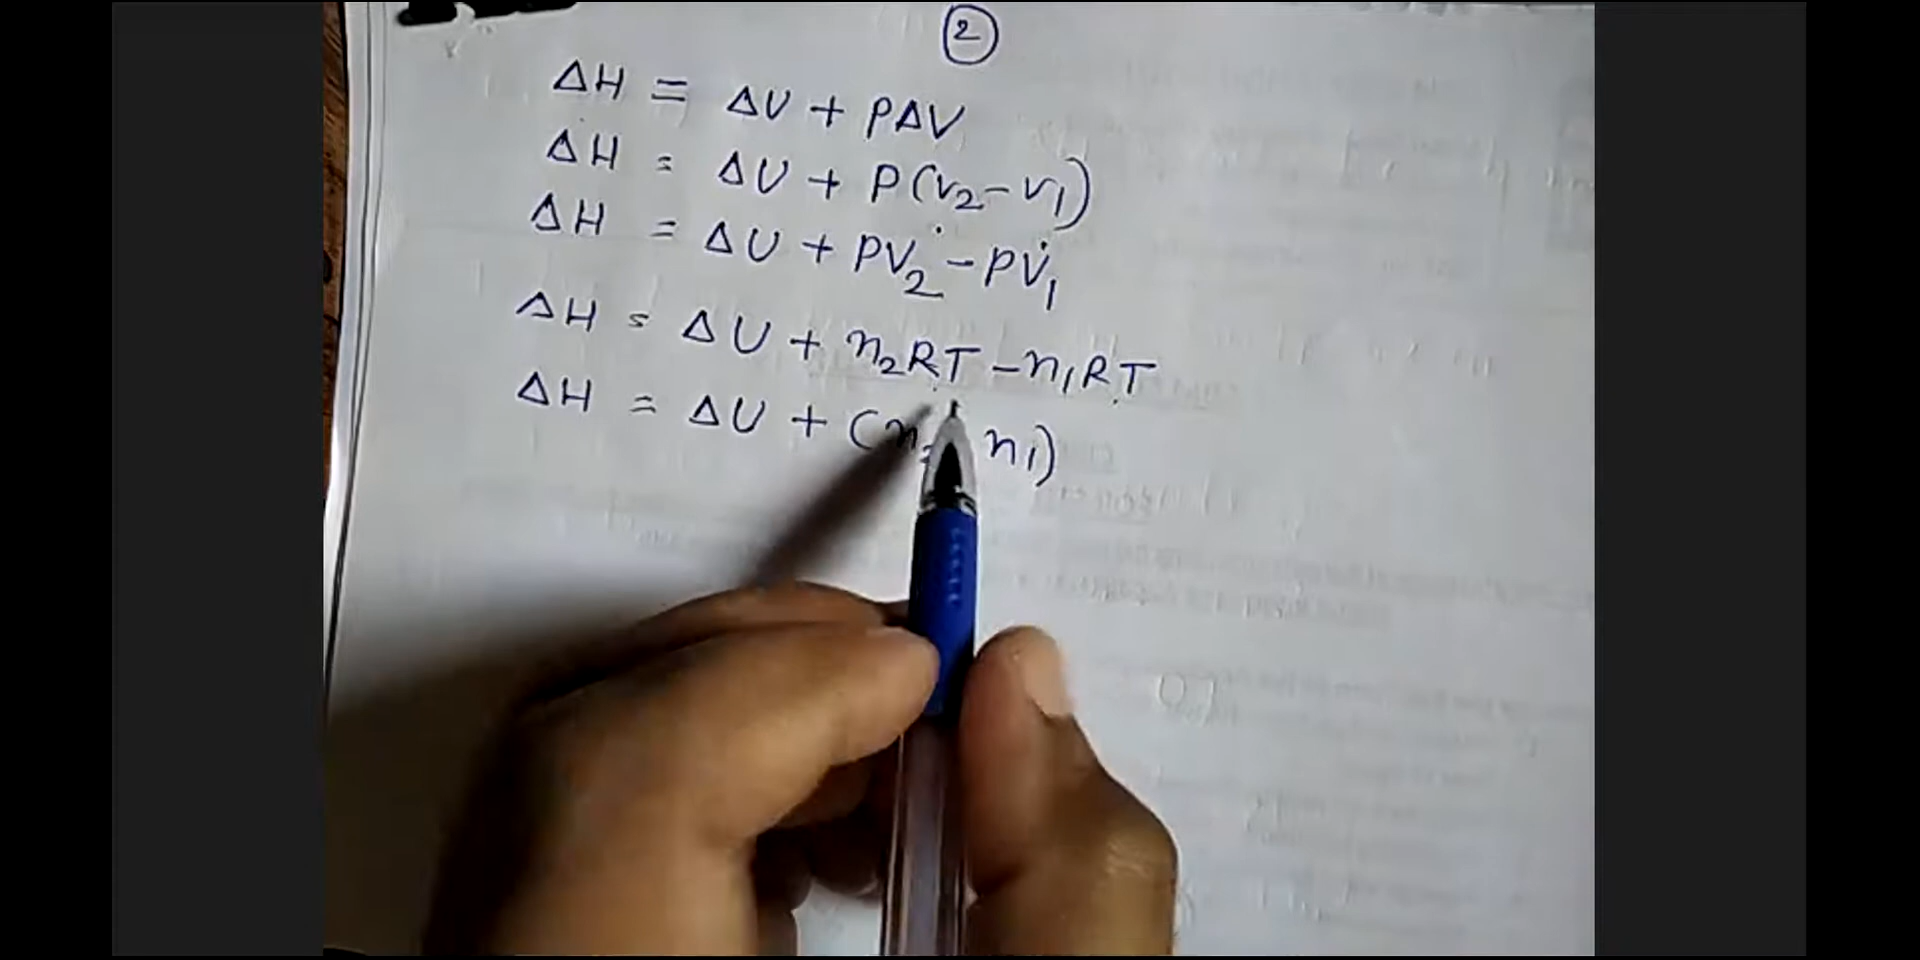 2
ΔH = ΔU + PΔV
ΔH = ΔU + P(V₂ - V₁)
ΔH = ΔU + PV₂ - PV₁
ΔH = ΔU + n₂RT - n₁RT
ΔH = ΔU + (n₂ n₁)